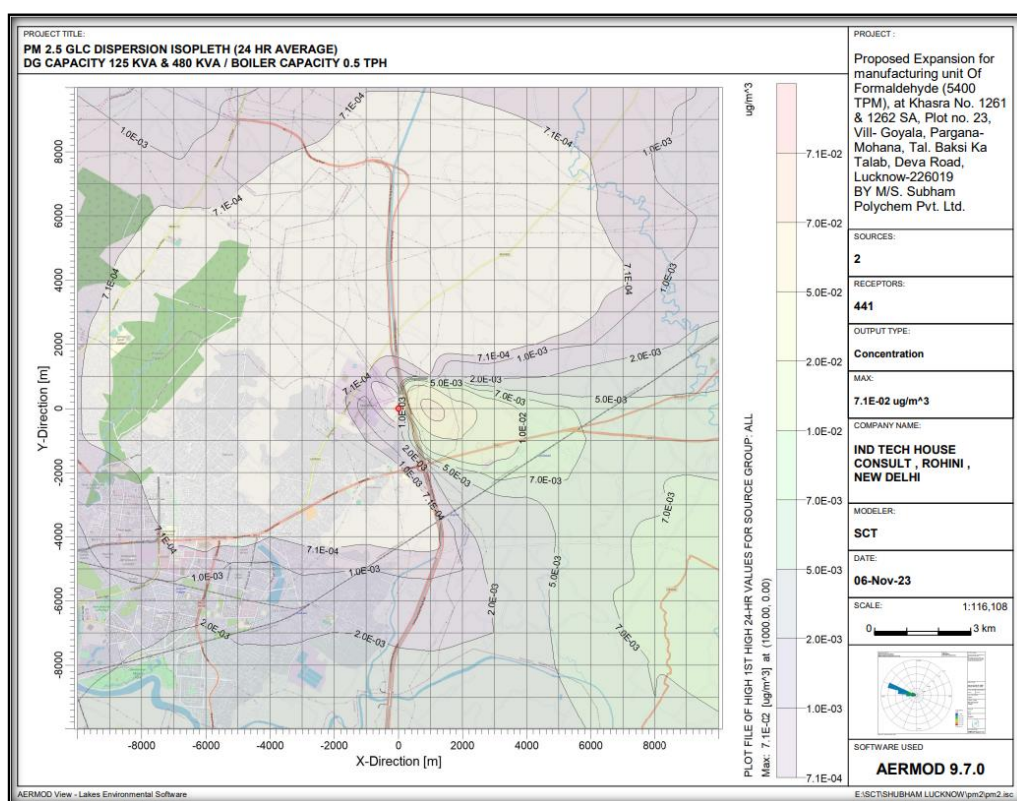 PROJECT TITLE:
PM 2.5 GLC DISPERSION ISOPLETH (24 HR AVERAGE)
DG CAPACITY 125 KVA & 480 KVA / BOILER CAPACITY 0.5 TPH
ug/m^3
7.1E-04
1.0E-03
7.1E-04
1.0E-03
7.1E-04
7.1E-04
7.1E-04
1.0E-03
7.1E-04
1.0E-03
2.0E-03
7.1E-04
5.0E-03
2.0E-03
7.0E-03
5.0E-03
1.0E-03
1.0E-02
2.0E-03
1.0E-03
5.0E-03
7.0E-03
7.1E-04
7.0E-03
7.1E-04
7.1E-04
1.0E-03
1.0E-03
5.0E-03
2.0E-03
2.0E-03
2.0E-03
7.0E-03
8000
6000
4000
2000
0
-2000
-4000
-6000
-8000
Y-Direction [m]
-8000 -6000 -4000 -2000 0 2000 4000 6000 8000
X-Direction [m]
PLOT FILE OF HIGH 1ST HIGH 24-HR VALUES FOR SOURCE GROUP: ALL
Max: 7.1E-02 [ug/m^3] at (1000.00, 0.00)
7.1E-02
7.0E-02
5.0E-02
2.0E-02
1.0E-02
7.0E-03
5.0E-03
2.0E-03
1.0E-03
7.1E-04
PROJECT :
Proposed Expansion for
manufacturing unit Of
Formaldehyde (5400
TPM), at Khasra No. 1261
& 1262 SA, Plot no. 23,
Vill- Goyala, Pargana-
Mohana, Tal. Baksi Ka
Talab, Deva Road,
Lucknow-226019
BY M/S. Subham
Polychem Pvt. Ltd.
SOURCES:
2
RECEPTORS:
441
OUTPUT TYPE:
Concentration
MAX:
7.1E-02 ug/m^3
COMPANY NAME:
IND TECH HOUSE
CONSULT , ROHINI ,
NEW DELHI
MODELER:
SCT
DATE:
06-Nov-23
SCALE: 1:116,108
0 3 km
SOFTWARE USED
AERMOD 9.7.0
AERMOD View - Lakes Environmental Software
E:\SCT\SHUBHAM LUCKNOW\pm2\pm2.isc